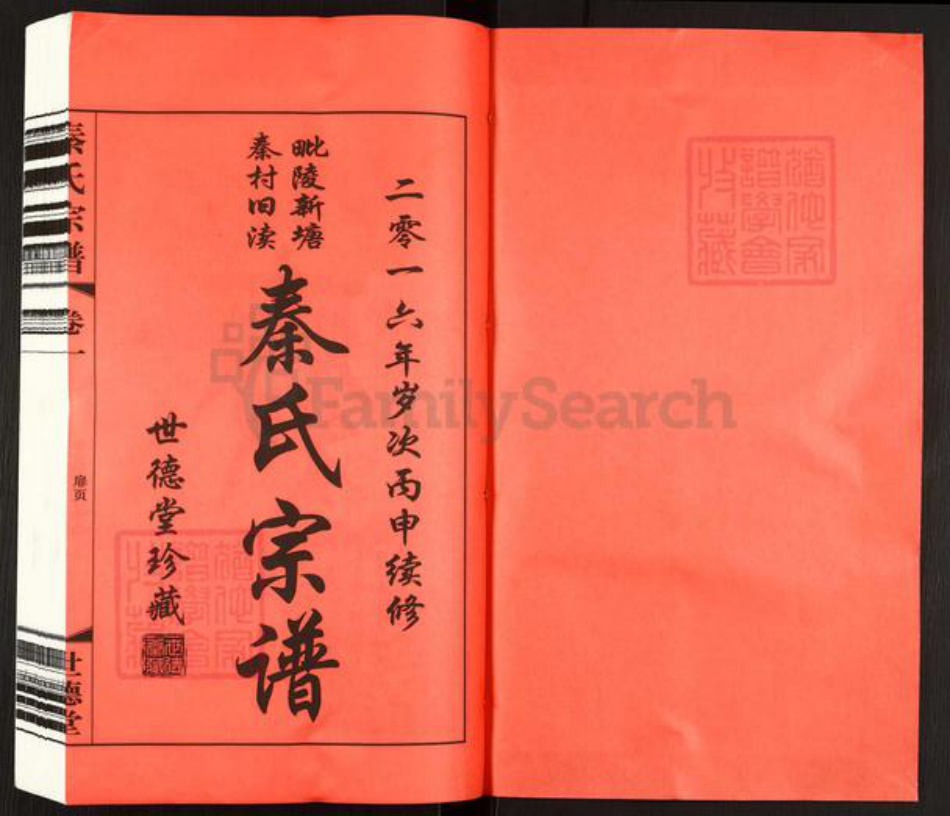 二零一六年岁次丙申续修
毗陵新塘
秦村旧渎
秦氏宗谱
世德堂珍藏
秦氏宗谱
卷一
扉页
世德堂
FamilySearch